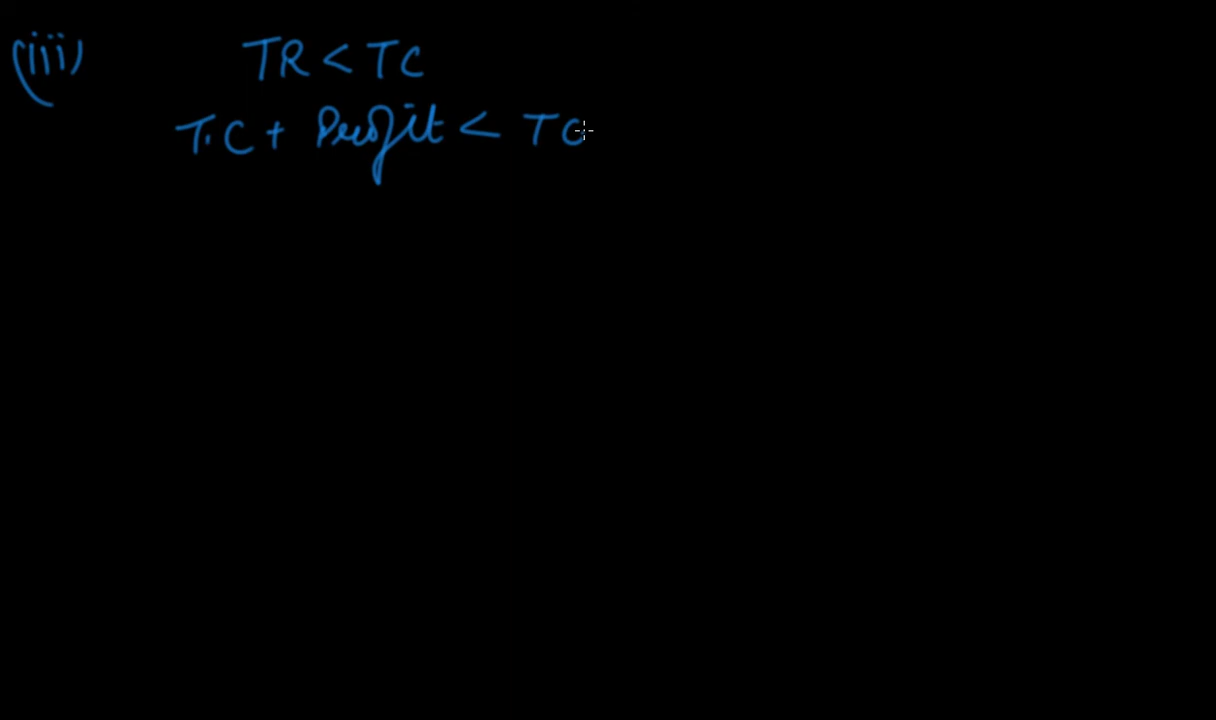 (iii) TR < TC
T.C + Profit < TC